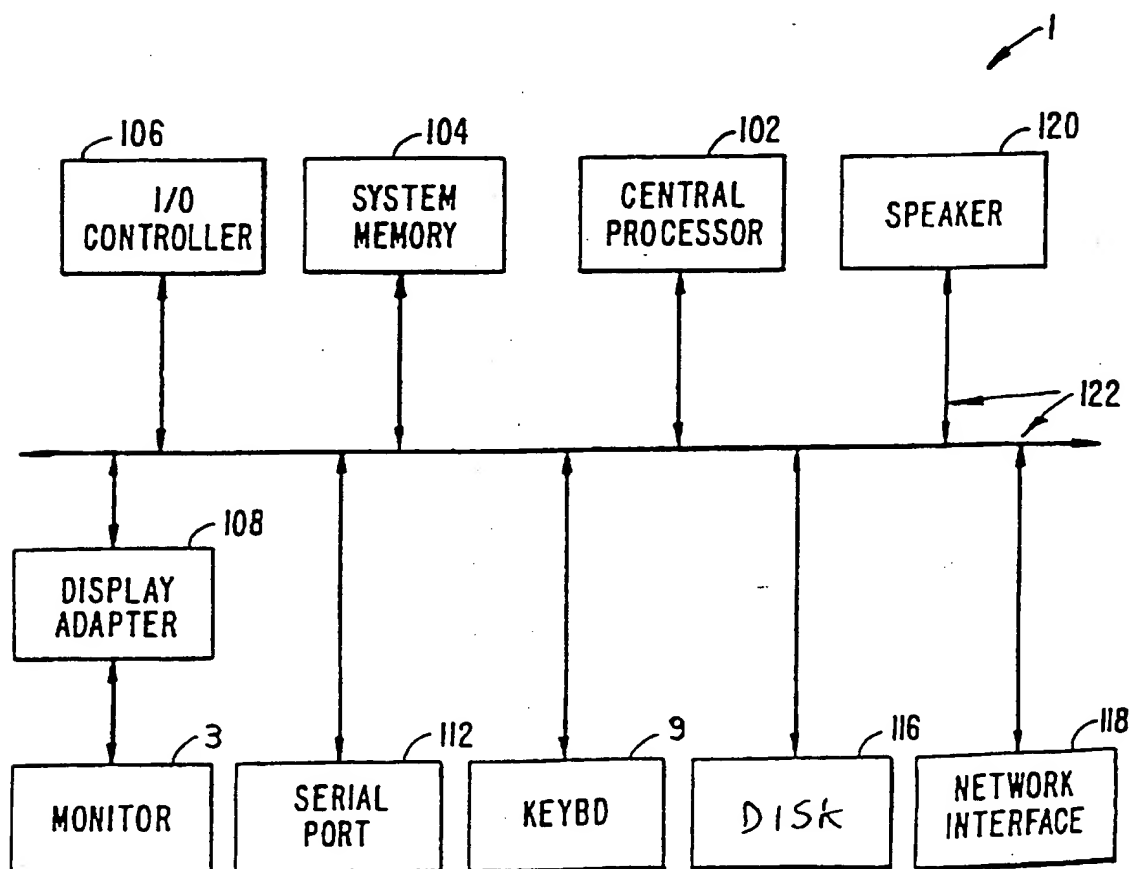 1
106
104
102
120
I/O
CONTROLLER
SYSTEM
MEMORY
CENTRAL
PROCESSOR
SPEAKER
122
108
DISPLAY
ADAPTER
3
112
9
116
118
MONITOR
SERIAL
PORT
KEYBD
DISK
NETWORK
INTERFACE